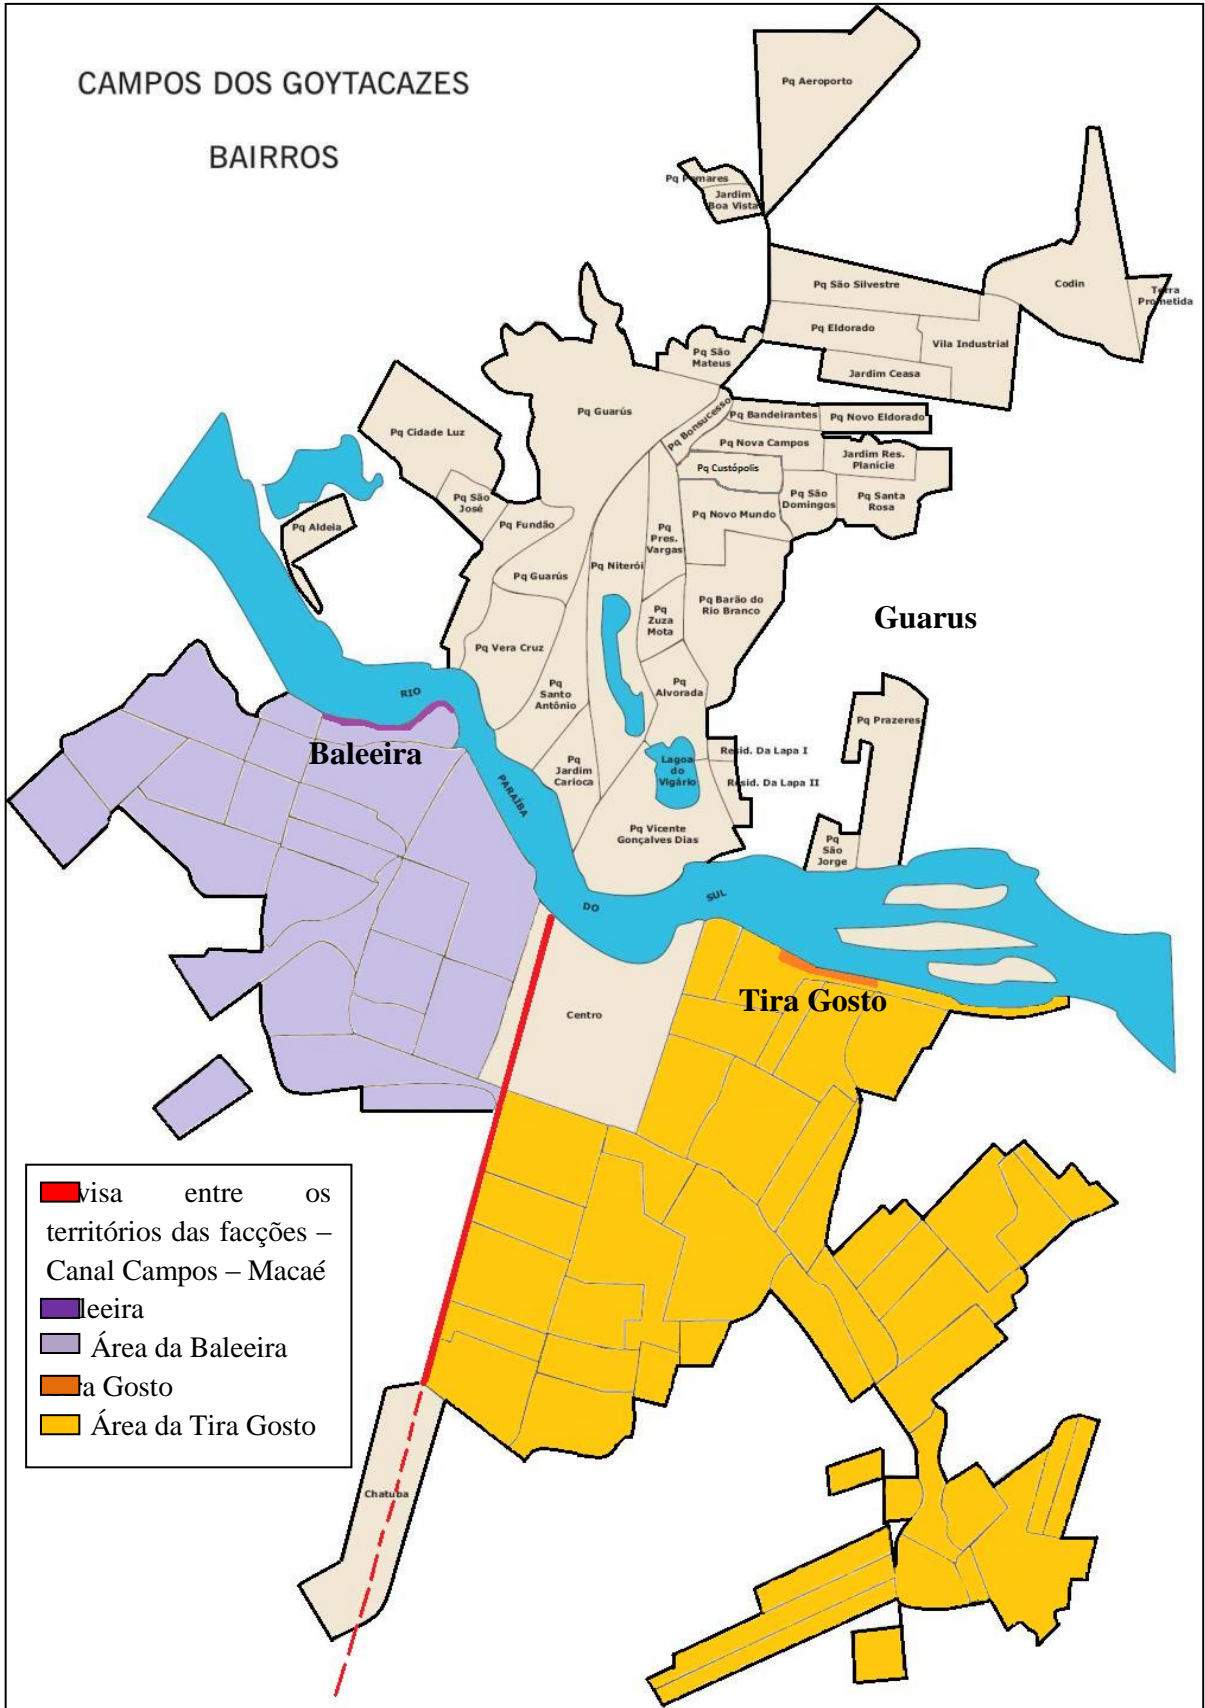 CAMPOS DOS GOYTACAZES
BAIRROS
Pq Aeroporto
Pq Pomares
Jardim
Boa Vista
Pq São Silvestre
Codin
Terra
Prometida
Pq Eldorado
Vila Industrial
Jardim Ceasa
Pq São
Mateus
Pq Guarús
Pq Bonsucesso
Pq Bandeirantes
Pq Novo Eldorado
Pq Cidade Luz
Pq Nova Campos
Jardim Res.
Planície
Pq Custópolis
Pq São
José
Pq São
Domingos
Pq Santa
Rosa
Pq Aldeia
Pq Fundão
Pq Novo Mundo
Pq
Pres.
Vargas
Pq Niterói
Pq Guarús
Pq Barão do
Rio Branco
Pq
Zuza
Mota
Guarus
Pq Vera Cruz
Pq
Santo
Antônio
Pq
Alvorada
RIO
Pq Prazeres
Baleeira
Pq
Jardim
Carioca
Lagoa
do
Vigário
Resid. Da Lapa I
Resid. Da Lapa II
PARAÍBA
Pq Vicente
Gonçalves Dias
Pq
São
Jorge
DO
SUL
Tira Gosto
Centro
visa entre os
territórios das facções –
Canal Campos – Macaé
leeira
Área da Baleeira
a Gosto
Área da Tira Gosto
Chatuba